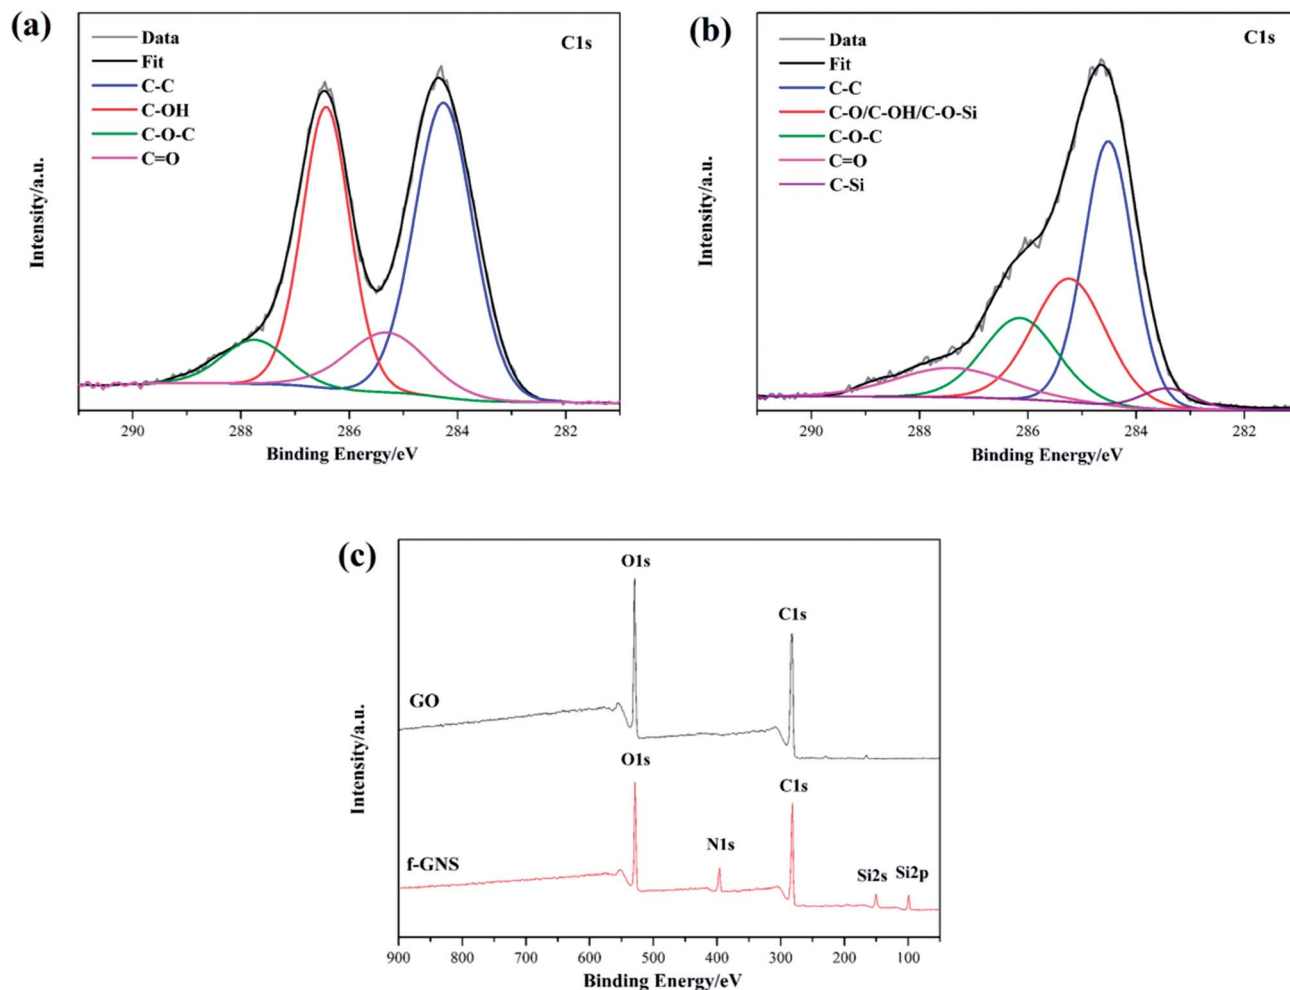 (a)
Data
Fit
C-C
C-OH
C-O-C
C=O
C1s
Intensity/a.u.
290 288 286 284 282
Binding Energy/eV
(b)
Data
Fit
C-C
C-O/C-OH/C-O-Si
C-O-C
C=O
C-Si
C1s
Intensity/a.u.
290 288 286 284 282
Binding Energy/eV
(c)
O1s
C1s
GO
O1s
C1s
N1s
f-GNS
Si2s Si2p
Intensity/a.u.
900 800 700 600 500 400 300 200 100
Binding Energy/eV